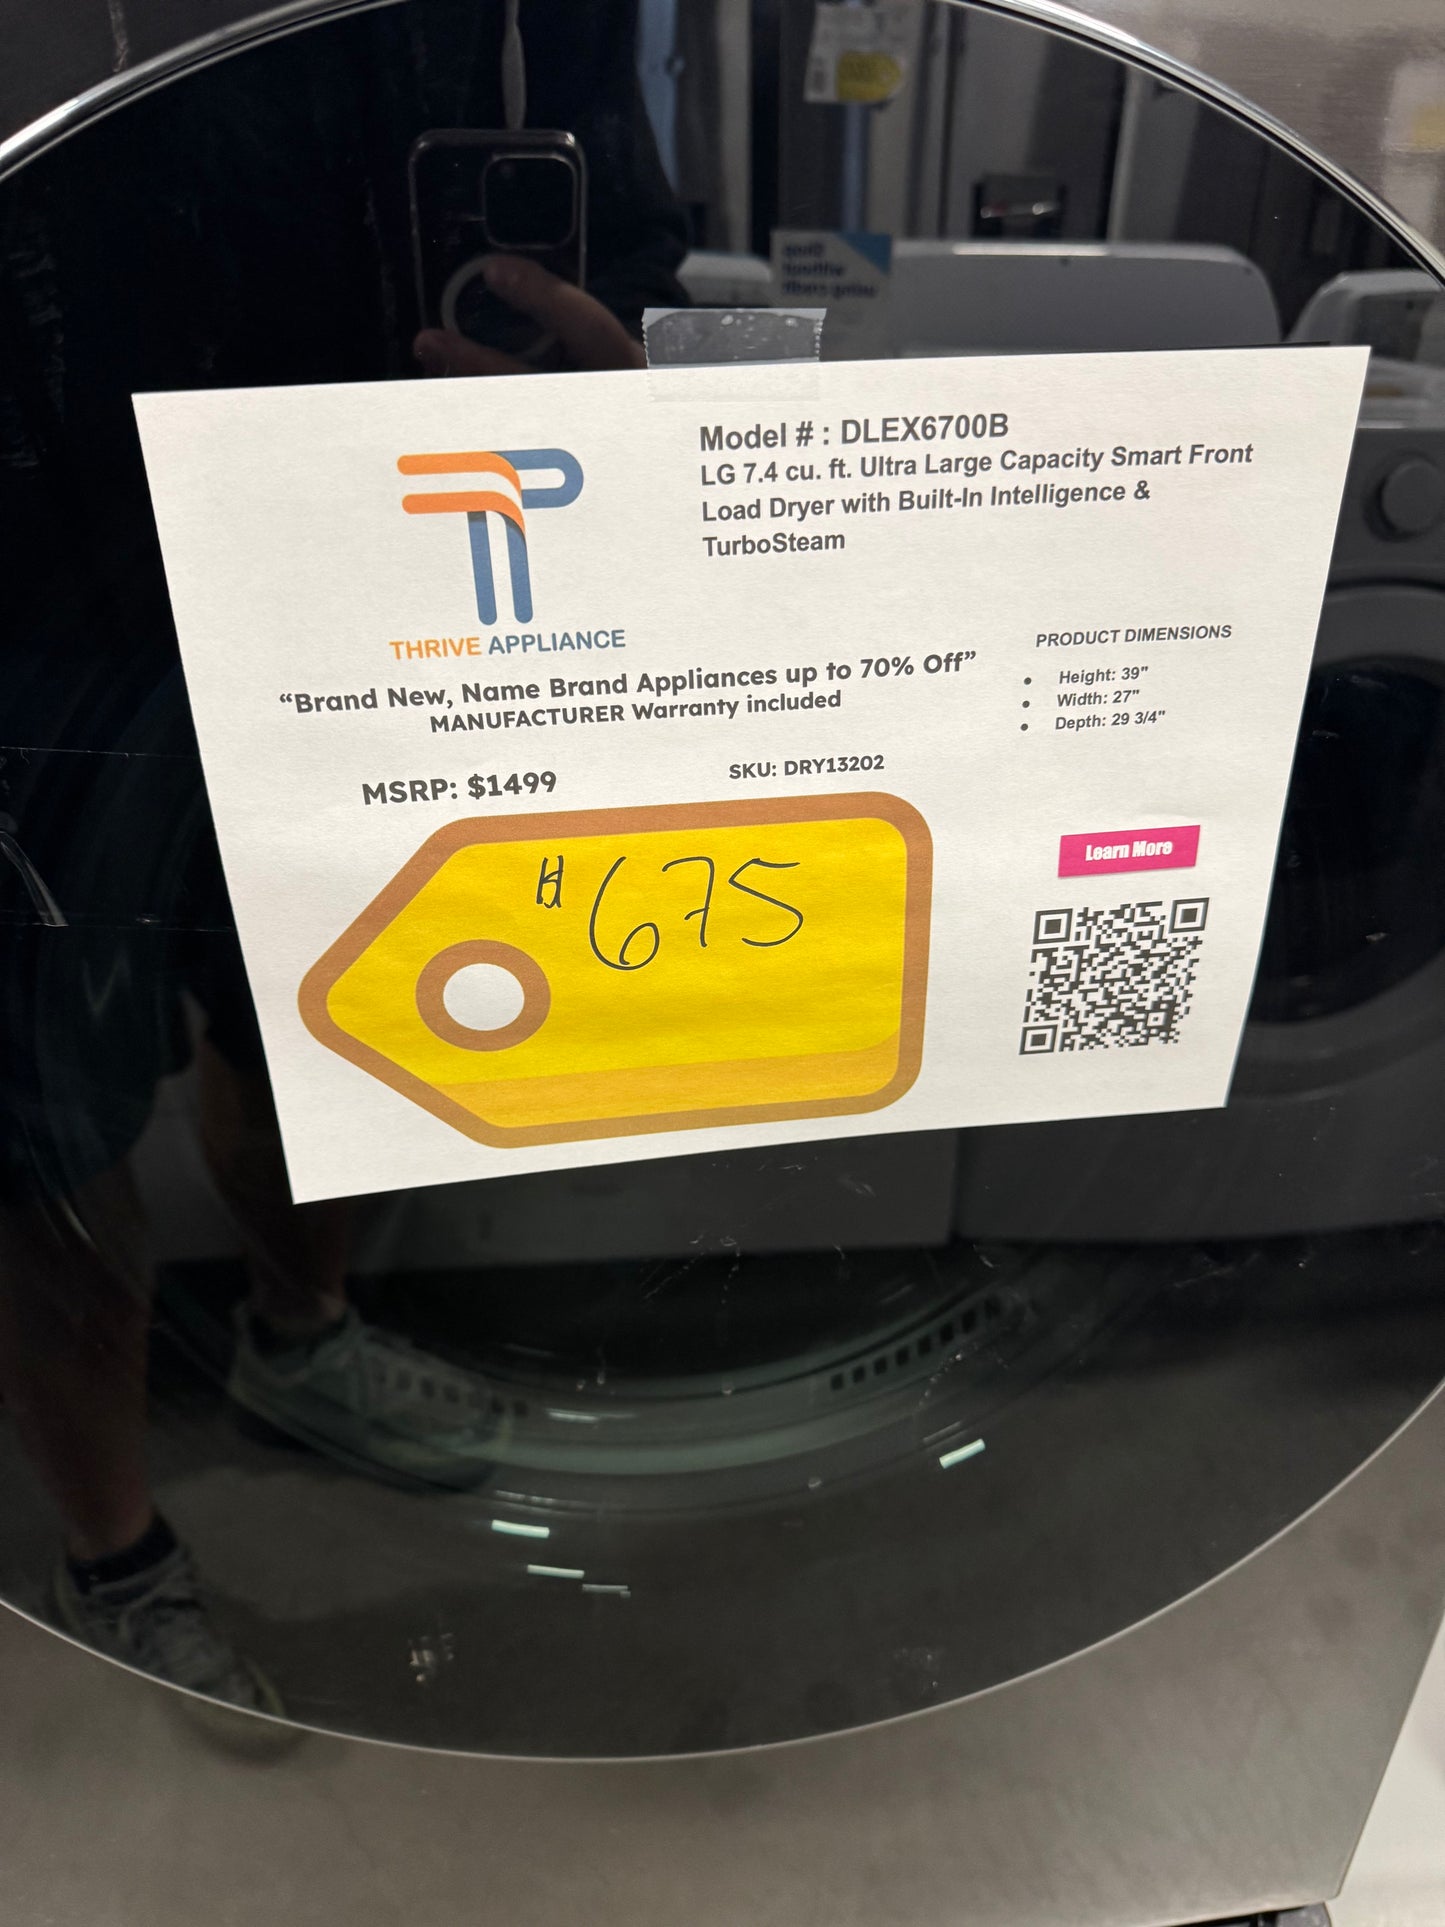 Model # : DLEX6700B
LG 7.4 cu. ft. Ultra Large Capacity Smart Front
Load Dryer with Built-In Intelligence &
TurboSteam
THRIVE APPLIANCE
“Brand New, Name Brand Appliances up to 70% Off”
MANUFACTURER Warranty included
PRODUCT DIMENSIONS
• Height: 39"
• Width: 27"
• Depth: 29 3/4"
MSRP: $1499
SKU: DRY13202
$675
Learn More